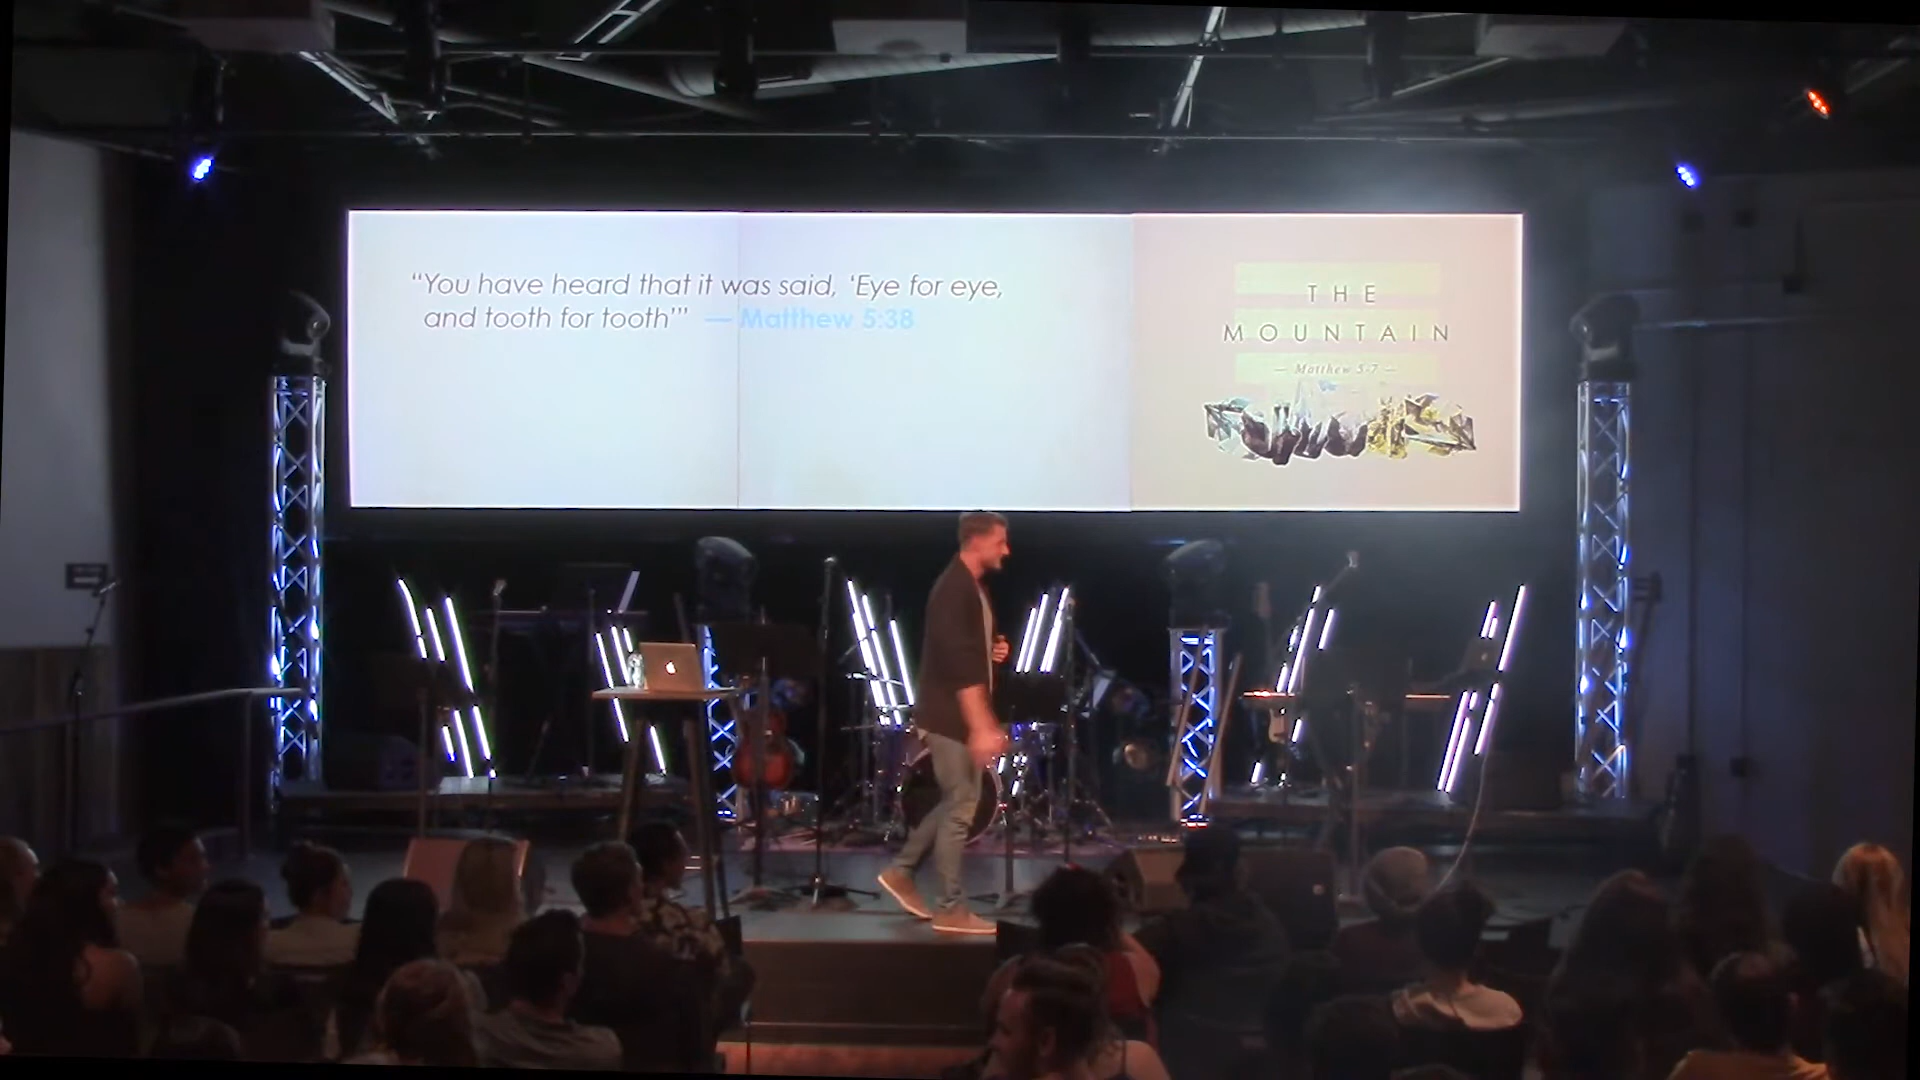 “You have heard that it was said, ‘Eye for eye,
and tooth for tooth’” — Matthew 5:38
THE
MOUNTAIN
— Matthew 5-7 —